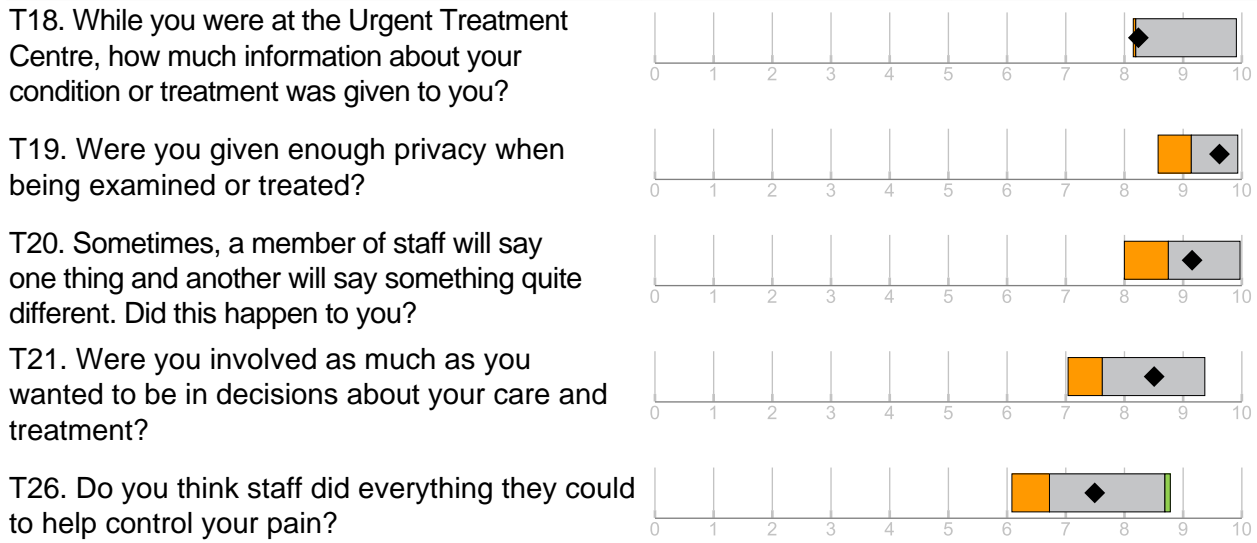 T18. While you were at the Urgent Treatment
Centre, how much information about your
condition or treatment was given to you?
0 1 2 3 4 5 6 7 8 9 10
T19. Were you given enough privacy when
being examined or treated?
0 1 2 3 4 5 6 7 8 9 10
T20. Sometimes, a member of staff will say
one thing and another will say something quite
different. Did this happen to you?
0 1 2 3 4 5 6 7 8 9 10
T21. Were you involved as much as you
wanted to be in decisions about your care and
treatment?
0 1 2 3 4 5 6 7 8 9 10
T26. Do you think staff did everything they could
to help control your pain?
0 1 2 3 4 5 6 7 8 9 10